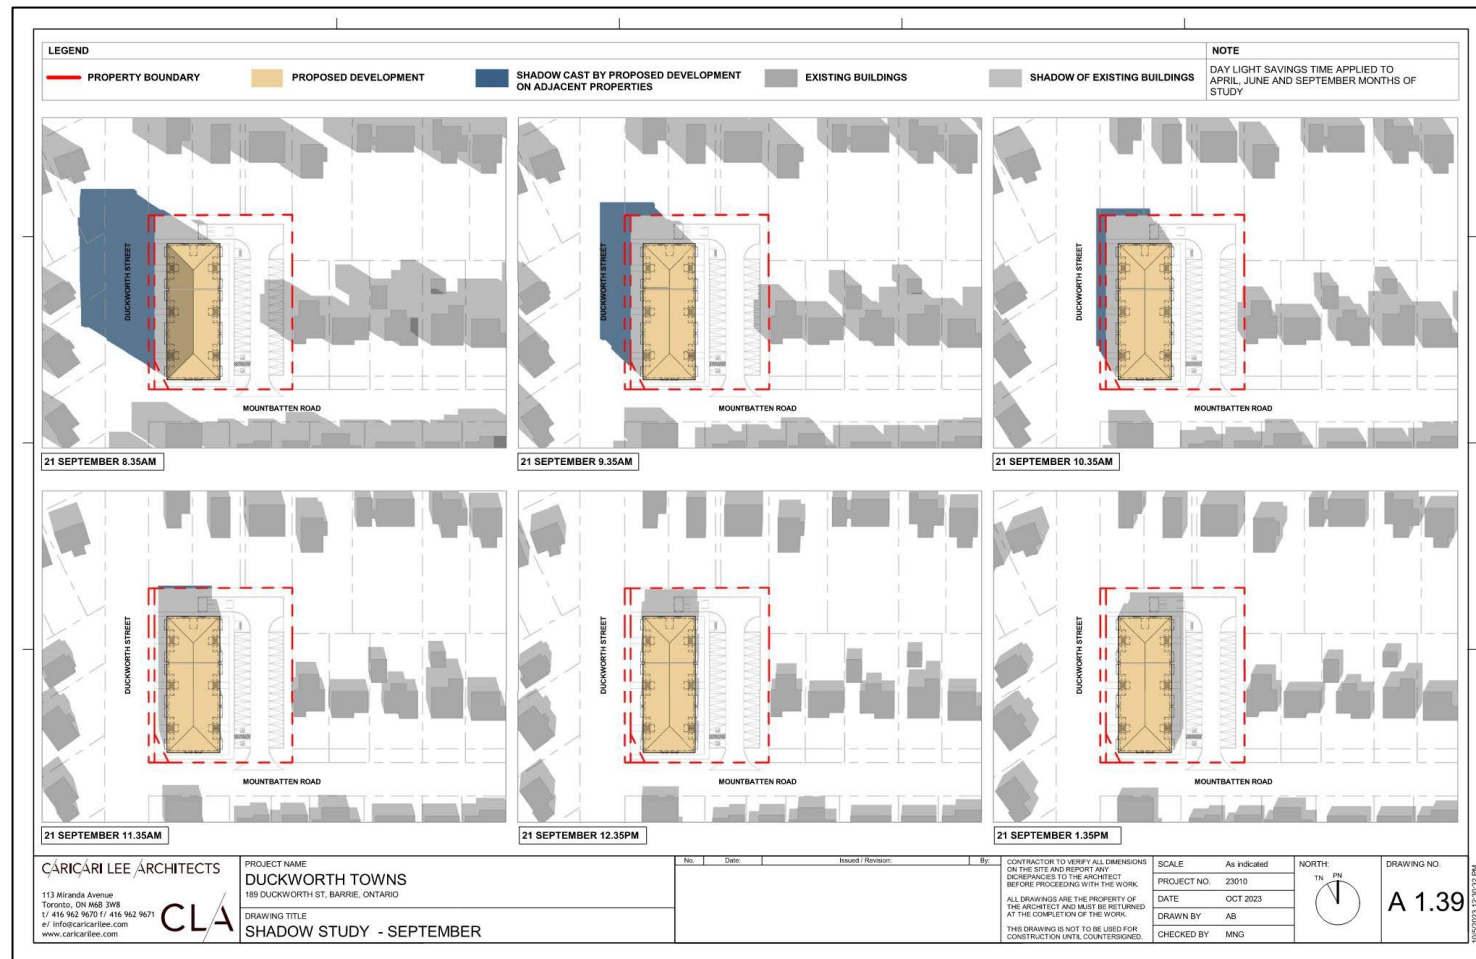 LEGEND
PROPERTY BOUNDARY
PROPOSED DEVELOPMENT
SHADOW CAST BY PROPOSED DEVELOPMENT
ON ADJACENT PROPERTIES
EXISTING BUILDINGS
SHADOW OF EXISTING BUILDINGS
NOTE
DAY LIGHT SAVINGS TIME APPLIED TO
APRIL, JUNE AND SEPTEMBER MONTHS OF
STUDY
DUCKWORTH STREET
MOUNTBATTEN ROAD
21 SEPTEMBER 8.35AM
DUCKWORTH STREET
MOUNTBATTEN ROAD
21 SEPTEMBER 9.35AM
DUCKWORTH STREET
MOUNTBATTEN ROAD
21 SEPTEMBER 10.35AM
DUCKWORTH STREET
MOUNTBATTEN ROAD
21 SEPTEMBER 11.35AM
DUCKWORTH STREET
MOUNTBATTEN ROAD
21 SEPTEMBER 12.35PM
DUCKWORTH STREET
MOUNTBATTEN ROAD
21 SEPTEMBER 1.35PM
CARICARI LEE ARCHITECTS
113 Miranda Avenue
Toronto, ON M6B 3W8
t/ 416 962 9670 f/ 416 962 9671
e/ info@caricarilee.com
www.caricarilee.com
CLA
PROJECT NAME
DUCKWORTH TOWNS
189 DUCKWORTH ST, BARRIE, ONTARIO
DRAWING TITLE
SHADOW STUDY - SEPTEMBER
No. Date: Issued / Revision: By:
CONTRACTOR TO VERIFY ALL DIMENSIONS
ON THE SITE AND REPORT ANY
DICREPANCIES TO THE ARCHITECT
BEFORE PROCEEDING WITH THE WORK.
ALL DRAWINGS ARE THE PROPERTY OF
THE ARCHITECT AND MUST BE RETURNED
AT THE COMPLETION OF THE WORK.
THIS DRAWING IS NOT TO BE USED FOR
CONSTRUCTION UNTIL COUNTERSIGNED.
SCALE As indicated
PROJECT NO. 23010
DATE OCT 2023
DRAWN BY AB
CHECKED BY MNG
NORTH:
TN PN
DRAWING NO.
A 1.39
10/5/2023 12:30:32 PM